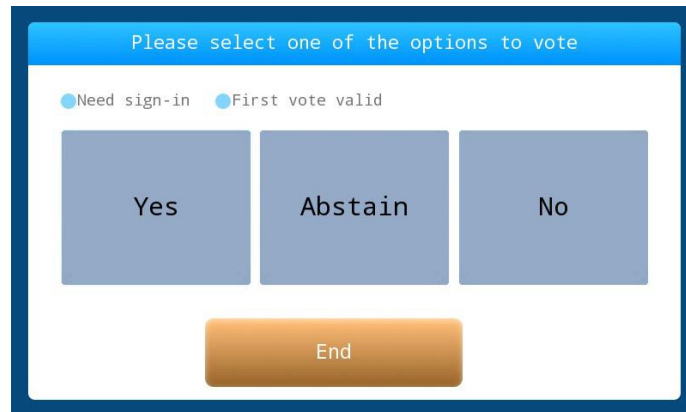 Please select one of the options to vote
Need sign-in First vote valid
Yes Abstain No
End